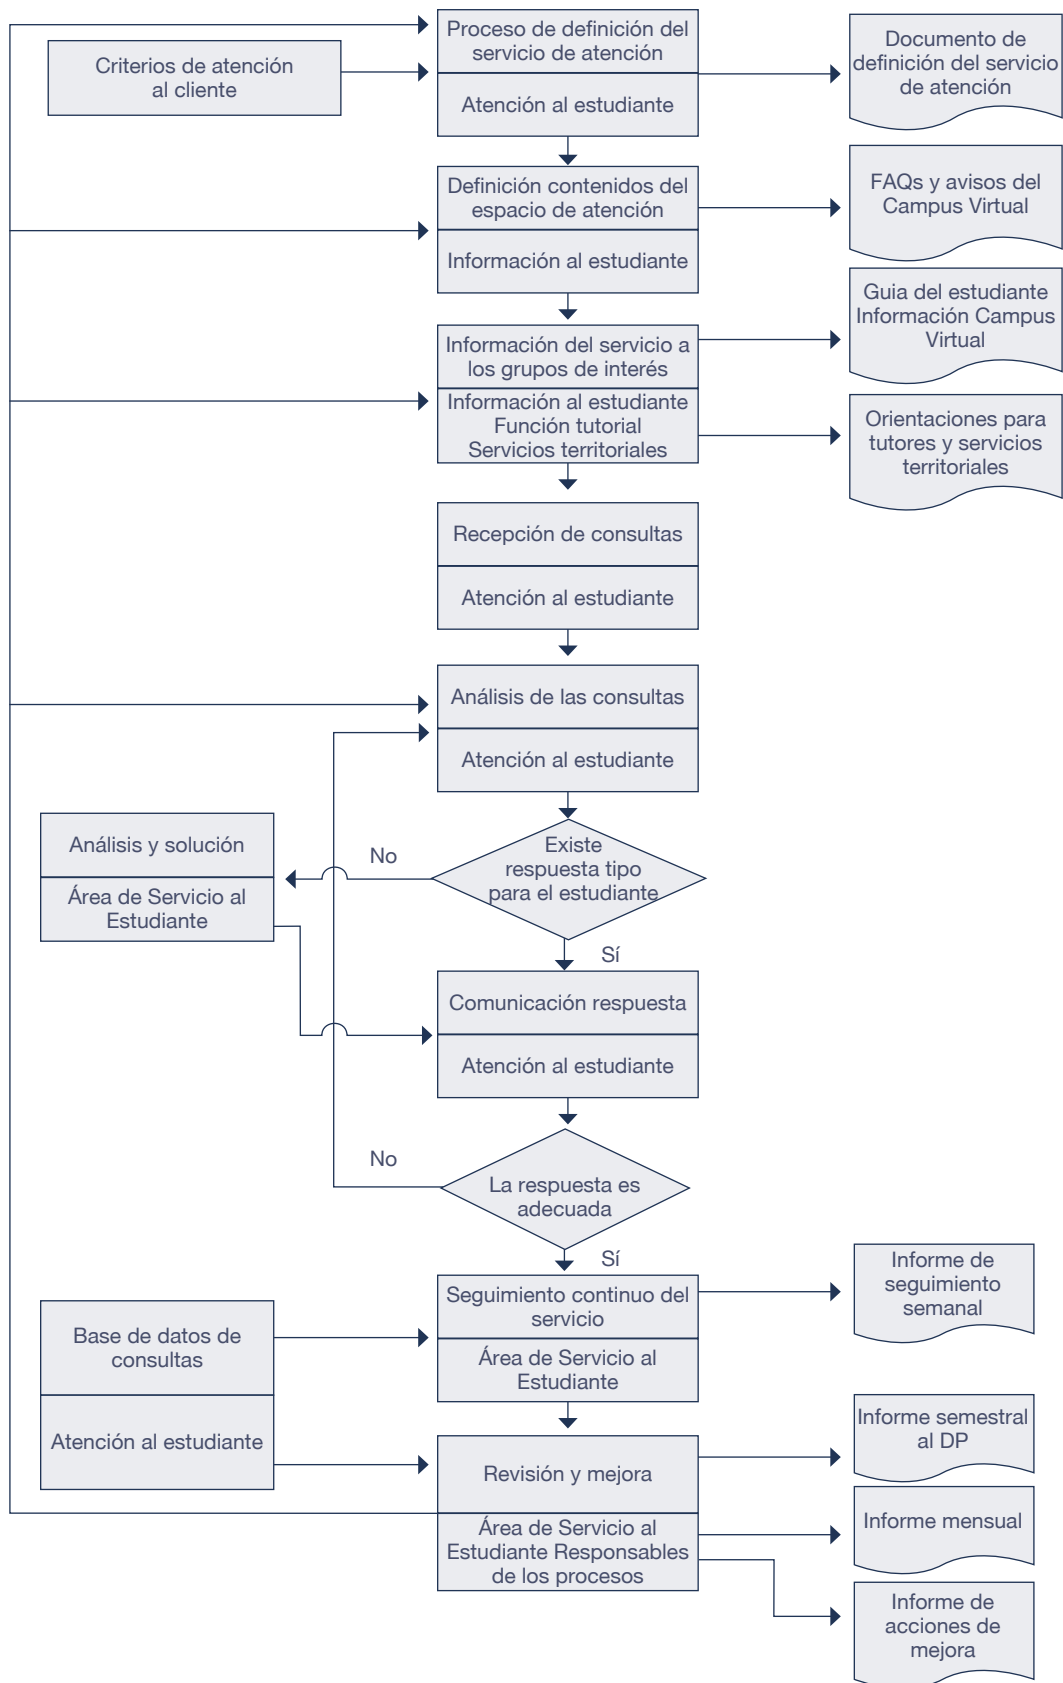 Proceso de definición del
servicio de atención
Atención al estudiante
Criterios de atención
al cliente
Documento de
definición del servicio
de atención
Definición contenidos del
espacio de atención
Información al estudiante
FAQs y avisos del
Campus Virtual
Información del servicio a
los grupos de interés
Información al estudiante
Función tutorial
Servicios territoriales
Guia del estudiante
Información Campus
Virtual
Orientaciones para
tutores y servicios
territoriales
Recepción de consultas
Atención al estudiante
Análisis de las consultas
Atención al estudiante
Existe
respuesta tipo
para el estudiante
No
Análisis y solución
Área de Servicio al
Estudiante
Sí
Comunicación respuesta
Atención al estudiante
No
La respuesta es
adecuada
Sí
Seguimiento continuo del
servicio
Área de Servicio al
Estudiante
Informe de
seguimiento
semanal
Base de datos de
consultas
Atención al estudiante
Revisión y mejora
Área de Servicio al
Estudiante Responsables
de los procesos
Informe semestral
al DP
Informe mensual
Informe de
acciones de
mejora